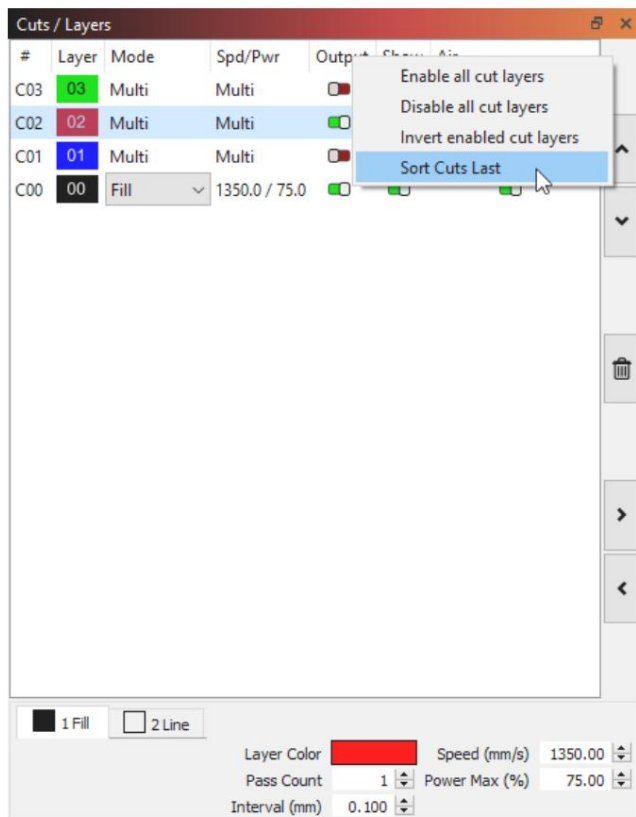 Cuts / Layers
# Layer Mode Spd/Pwr Output Show Air
Enable all cut layers
Disable all cut layers
Invert enabled cut layers
Sort Cuts Last
C03 03 Multi Multi
C02 02 Multi Multi
C01 01 Multi Multi
C00 00 Fill 1350.0 / 75.0
1 Fill 2 Line
Layer Color Speed (mm/s) 1350.00
Pass Count 1 Power Max (%) 75.00
Interval (mm) 0.100